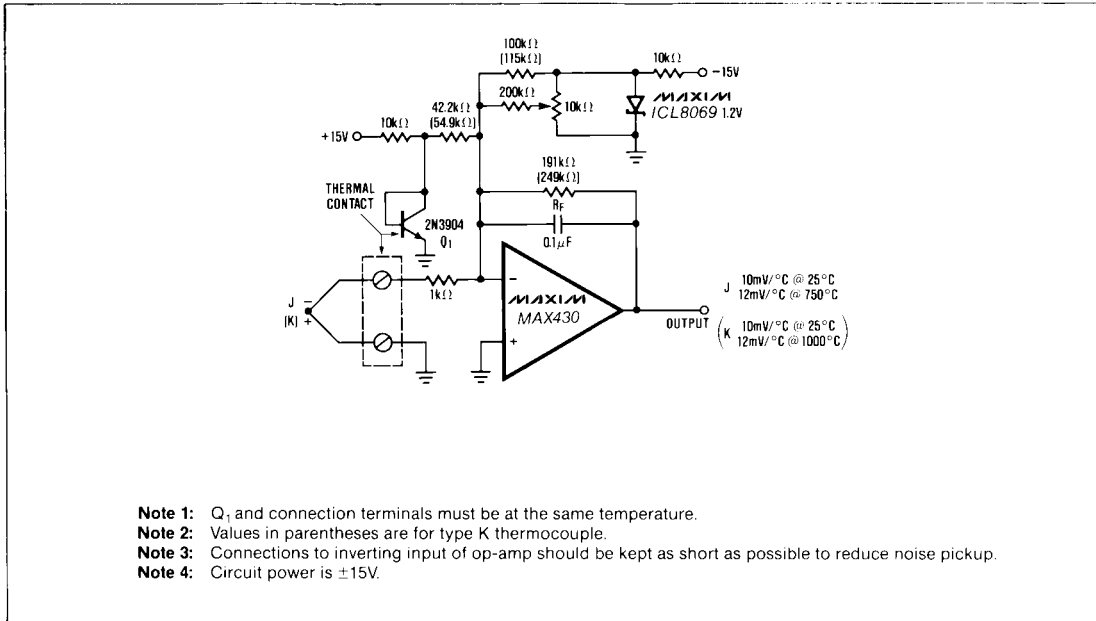 100kΩ
(115kΩ)
10kΩ
−15V
200kΩ
10kΩ
MAXIM
ICL8069 1.2V
42.2kΩ
(54.9kΩ)
+15V
10kΩ
191kΩ
(249kΩ)
RF
0.1μF
THERMAL
CONTACT
2N3904
Q1
J −
(K) +
1kΩ
−
MAXIM
MAX430
+
OUTPUT
J 10mV/°C @ 25°C
12mV/°C @ 750°C
(K 10mV/°C @ 25°C
12mV/°C @ 1000°C)
Note 1: Q1 and connection terminals must be at the same temperature.
Note 2: Values in parentheses are for type K thermocouple.
Note 3: Connections to inverting input of op-amp should be kept as short as possible to reduce noise pickup.
Note 4: Circuit power is ±15V.